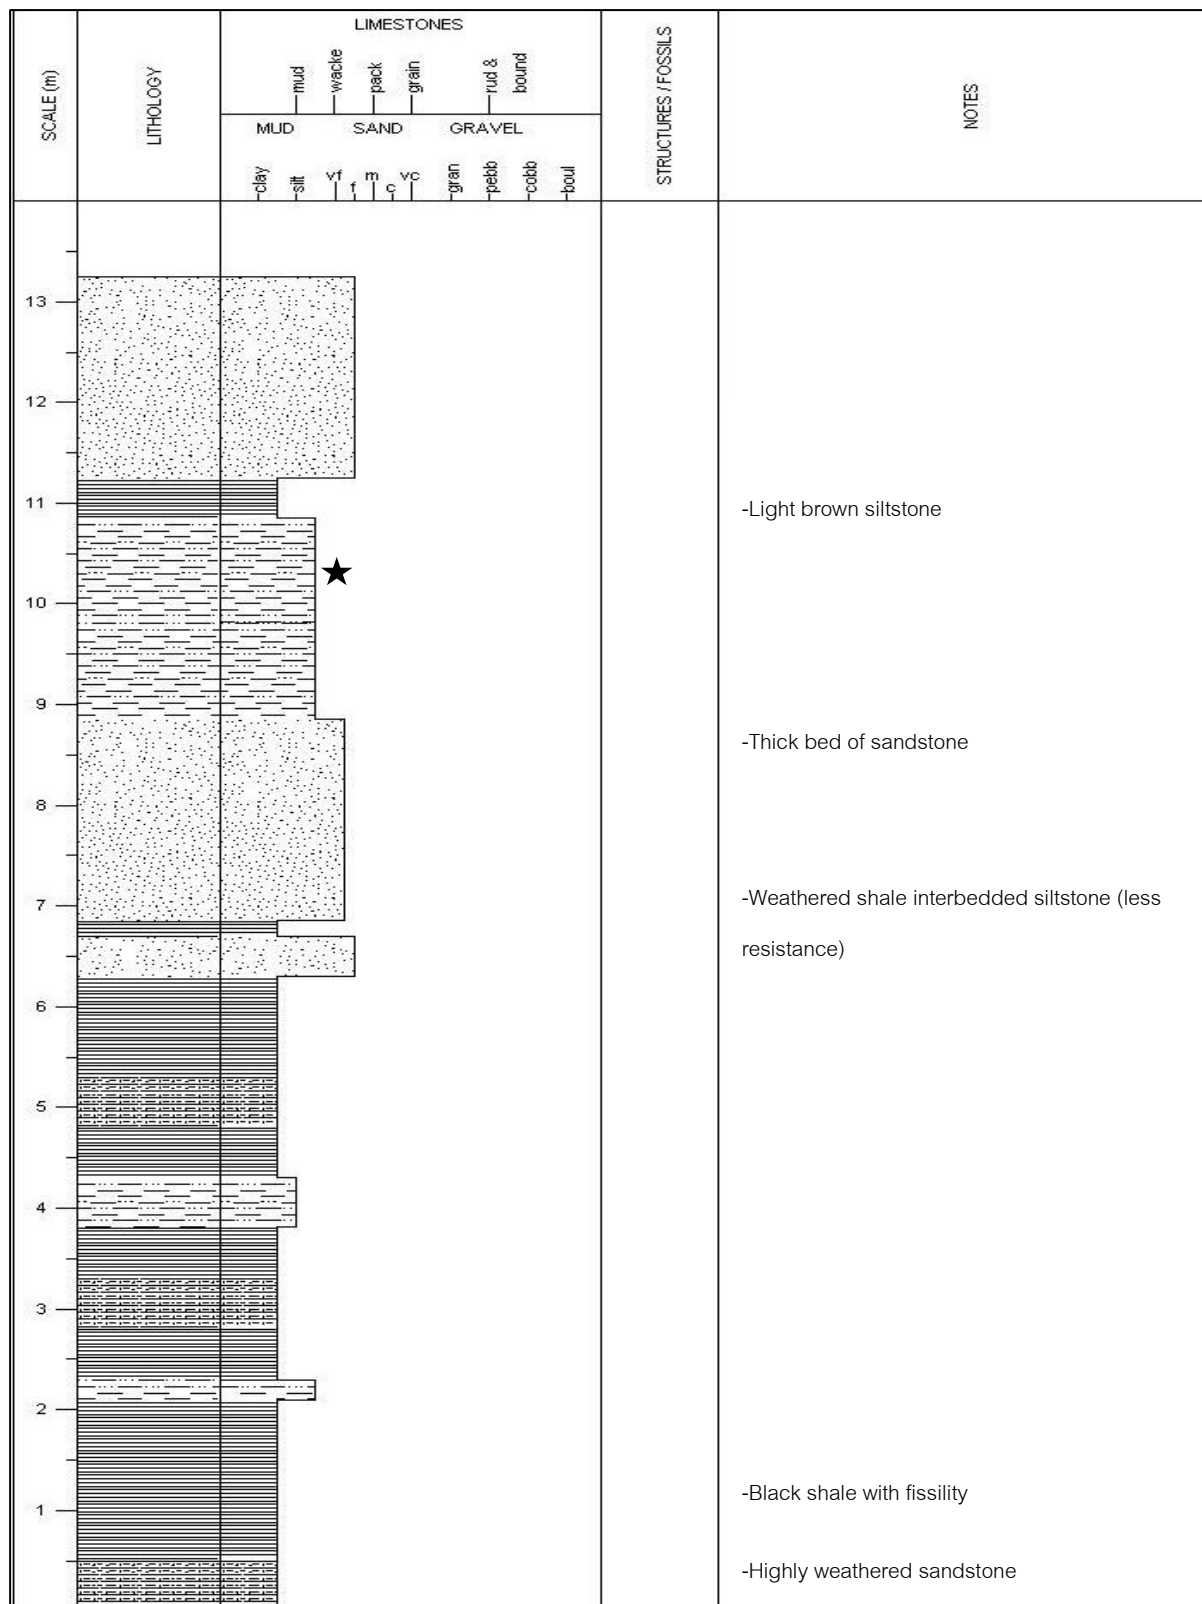 SCALE (m)
LITHOLOGY
LIMESTONES
mud
wacke
pack
grain
rud &
bound
MUD
SAND
GRAVEL
clay
silt
vf
f
m
c
vc
gran
pebb
cobb
boul
STRUCTURES / FOSSILS
NOTES
13
12
11
-Light brown siltstone
10
9
-Thick bed of sandstone
8
7
-Weathered shale interbedded siltstone (less
resistance)
6
5
4
3
2
-Black shale with fissility
1
-Highly weathered sandstone